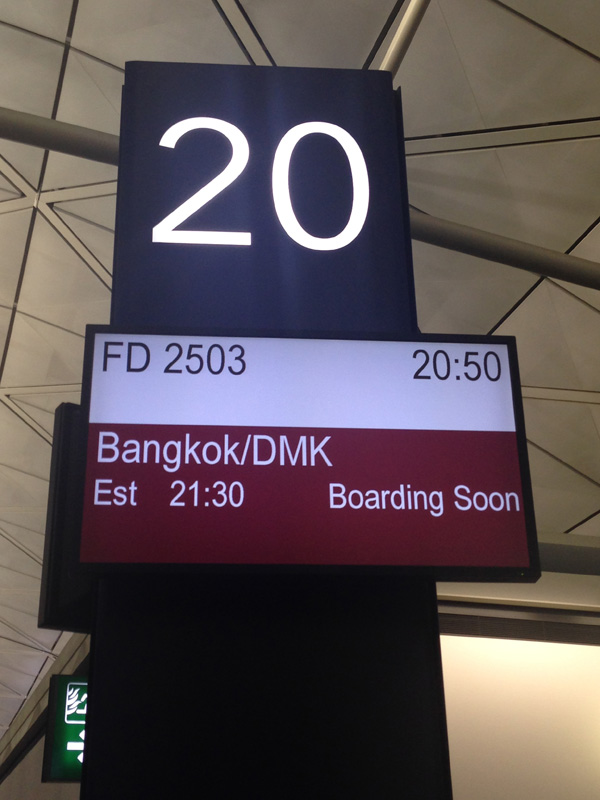 20
FD 2503 20:50
Bangkok/DMK
Est 21:30 Boarding Soon